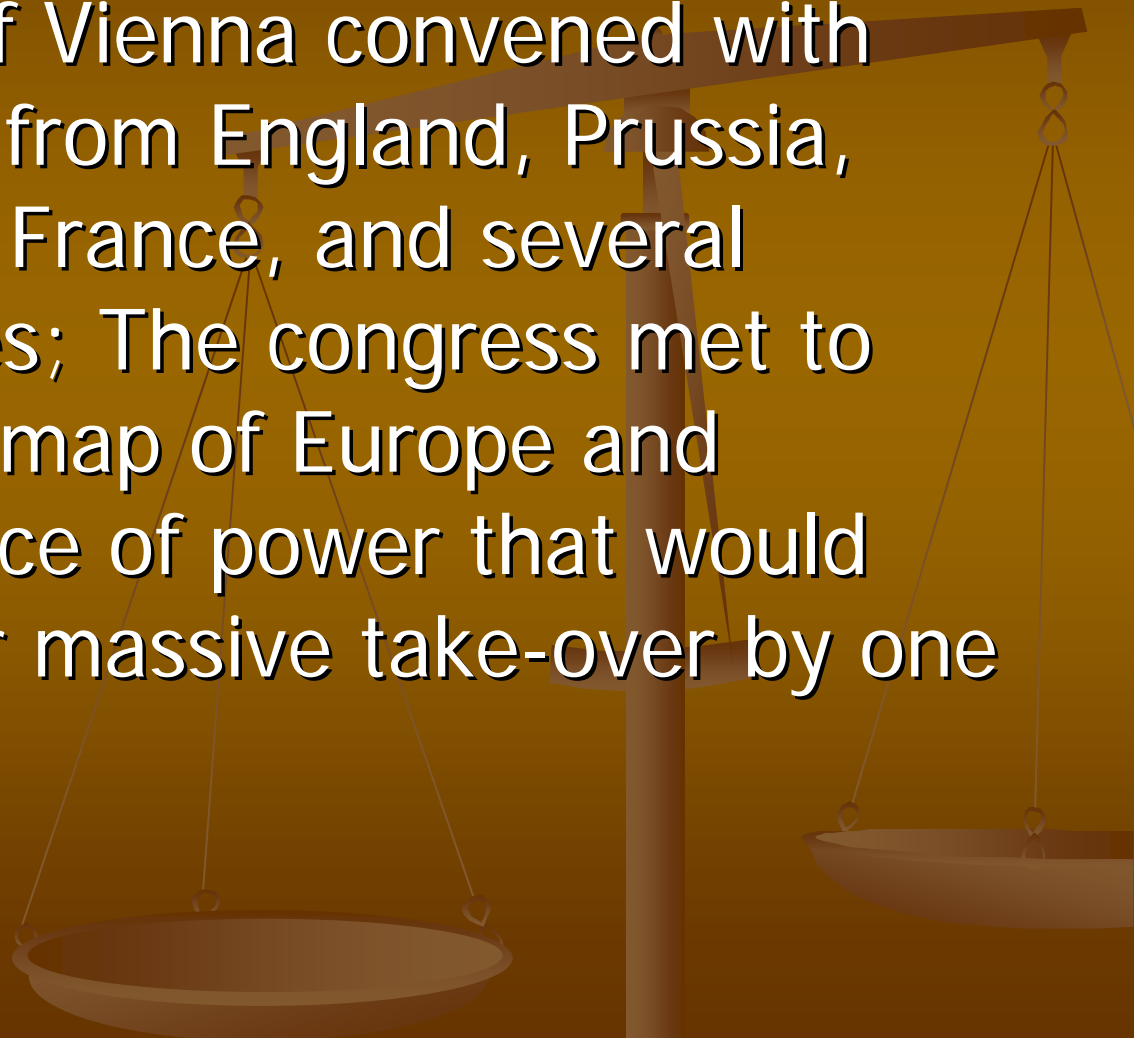 f Vienna convened with
from England, Prussia,
France, and several
es; The congress met to
map of Europe and
ce of power that would
r massive take-over by one